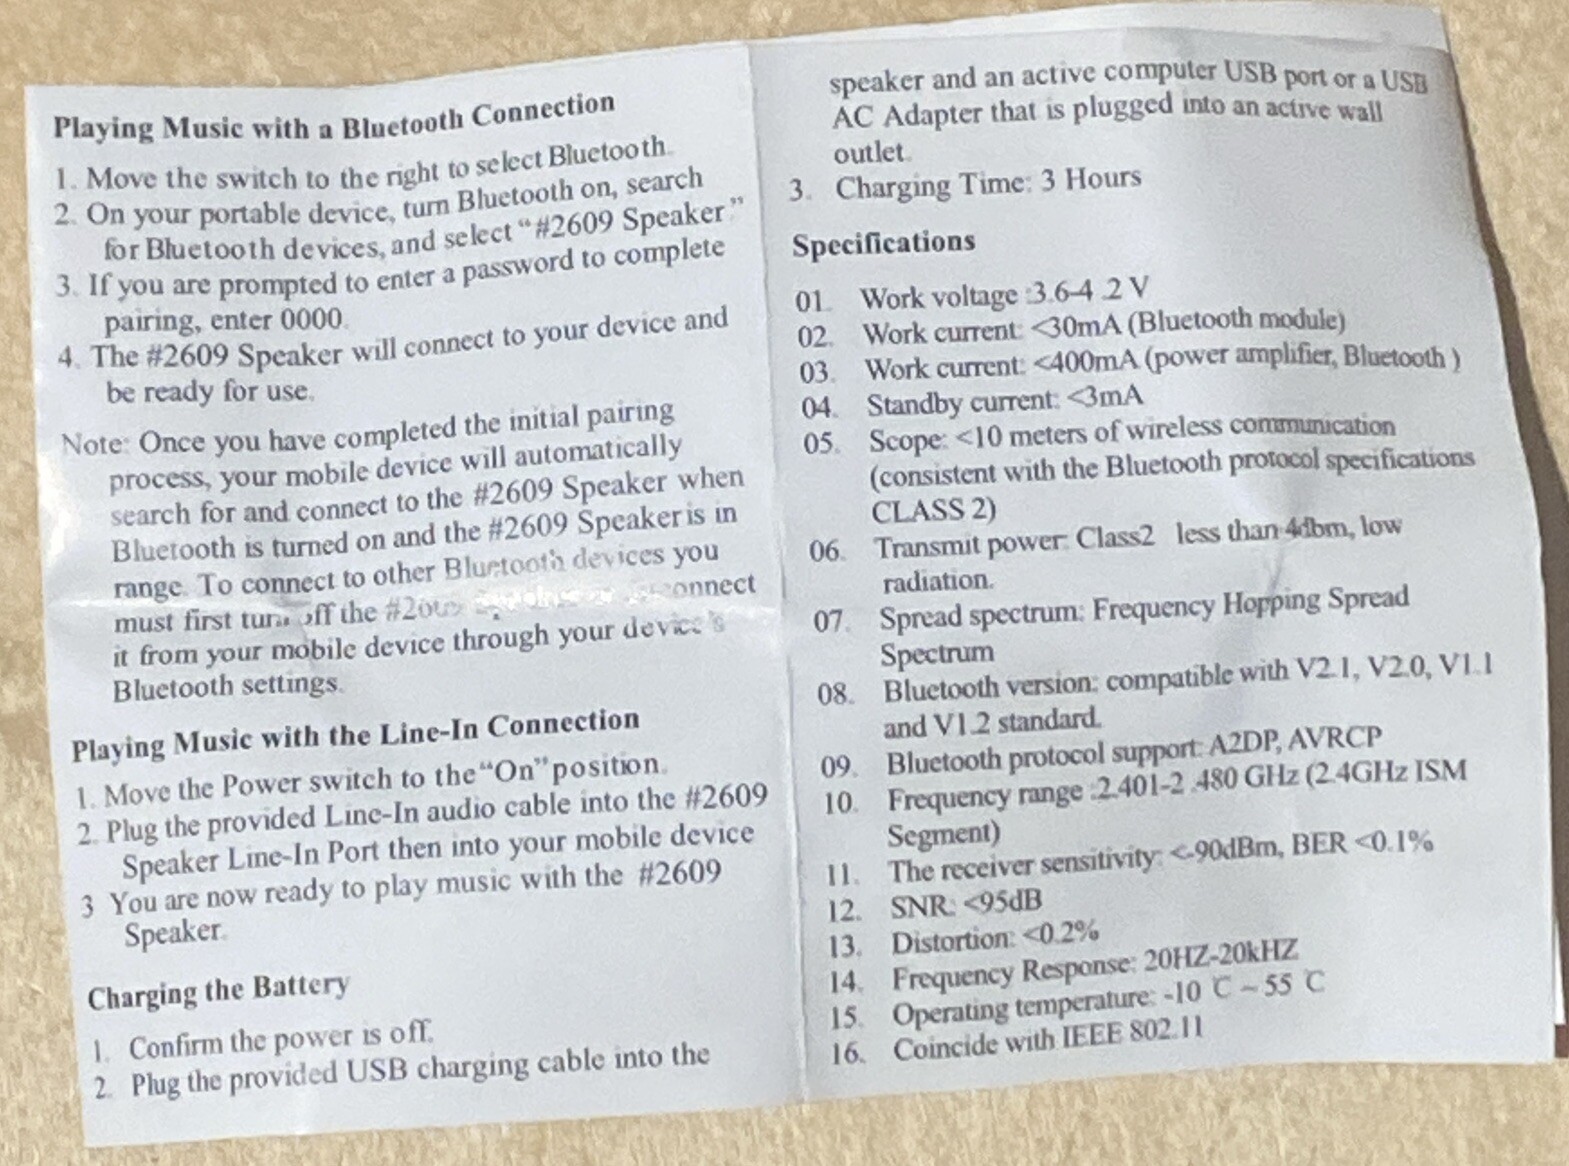 Playing Music with a Bluetooth Connection
1. Move the switch to the right to select Bluetooth.
2. On your portable device, turn Bluetooth on, search
for Bluetooth devices, and select “#2609 Speaker.”
3. If you are prompted to enter a password to complete
pairing, enter 0000.
4. The #2609 Speaker will connect to your device and
be ready for use.
Note: Once you have completed the initial pairing
process, your mobile device will automatically
search for and connect to the #2609 Speaker when
Bluetooth is turned on and the #2609 Speaker is in
range. To connect to other Bluetooth devices you
must first turn off the
it from your mobile device through your device's
Bluetooth settings.
Playing Music with the Line-In Connection
1. Move the Power switch to the “On” position.
2. Plug the provided Line-In audio cable into the #2609
Speaker Line-In Port then into your mobile device
3 You are now ready to play music with the #2609
Speaker.
Charging the Battery
1. Confirm the power is off.
2. Plug the provided USB charging cable into the
speaker and an active computer USB port or a USB
AC Adapter that is plugged into an active wall
outlet.
3. Charging Time: 3 Hours
Specifications
01. Work voltage :3.6-4.2 V
02. Work current: <30mA (Bluetooth module)
03. Work current: <400mA (power amplifier, Bluetooth )
04. Standby current: <3mA
05. Scope: <10 meters of wireless communication
(consistent with the Bluetooth protocol specifications
CLASS 2)
06. Transmit power: Class2 less than 4dbm, low
radiation.
07. Spread spectrum: Frequency Hopping Spread
Spectrum
08. Bluetooth version: compatible with V2.1, V2.0, V1.1
and V1.2 standard.
09. Bluetooth protocol support: A2DP, AVRCP
10. Frequency range :2.401-2.480 GHz (2.4GHz ISM
Segment)
11. The receiver sensitivity: <-90dBm, BER <0.1%
12. SNR: <95dB
13. Distortion: <0.2%
14. Frequency Response: 20HZ-20kHZ
15. Operating temperature: -10 ℃ ~ 55 ℃
16. Coincide with IEEE 802.11